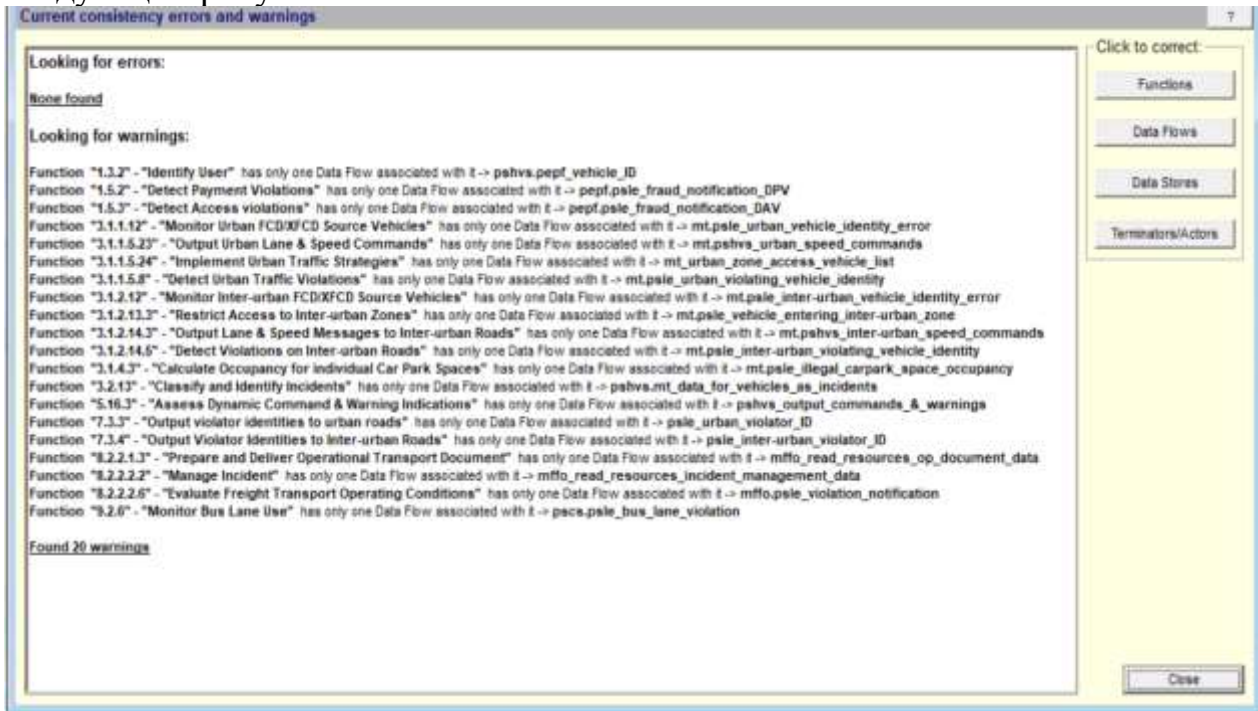 Current consistency errors and warnings
?
Looking for errors:
None found
Looking for warnings:
Function "1.3.2" - "Identify User" has only one Data Flow associated with it -> pshvs.pepf_vehicle_ID
Function "1.5.2" - "Detect Payment Violations" has only one Data Flow associated with it -> pepf.psle_fraud_notification_DPV
Function "1.5.3" - "Detect Access violations" has only one Data Flow associated with it -> pepf.psle_fraud_notification_DAV
Function "3.1.1.12" - "Monitor Urban FCD/XFCD Source Vehicles" has only one Data Flow associated with it -> mt.psle_urban_vehicle_identity_error
Function "3.1.1.5.23" - "Output Urban Lane & Speed Commands" has only one Data Flow associated with it -> mt.pshvs_urban_speed_commands
Function "3.1.1.5.24" - "Implement Urban Traffic Strategies" has only one Data Flow associated with it -> mt_urban_zone_access_vehicle_list
Function "3.1.1.5.8" - "Detect Urban Traffic Violations" has only one Data Flow associated with it -> mt.psle_urban_violating_vehicle_identity
Function "3.1.2.12" - "Monitor Inter-urban FCD/XFCD Source Vehicles" has only one Data Flow associated with it -> mt.psle_inter-urban_vehicle_identity_error
Function "3.1.2.13.3" - "Restrict Access to Inter-urban Zones" has only one Data Flow associated with it -> mt.psle_vehicle_entering_inter-urban_zone
Function "3.1.2.14.3" - "Output Lane & Speed Messages to Inter-urban Roads" has only one Data Flow associated with it -> mt.pshvs_inter-urban_speed_commands
Function "3.1.2.14.5" - "Detect Violations on Inter-urban Roads" has only one Data Flow associated with it -> mt.psle_inter-urban_violating_vehicle_identity
Function "3.1.4.3" - "Calculate Occupancy for individual Car Park Spaces" has only one Data Flow associated with it -> mt.psle_illegal_carpark_space_occupancy
Function "3.2.13" - "Classify and Identify Incidents" has only one Data Flow associated with it -> pshvs.mt_data_for_vehicles_as_incidents
Function "5.16.3" - "Assess Dynamic Command & Warning Indications" has only one Data Flow associated with it -> pshvs_output_commands_&_warnings
Function "7.3.3" - "Output violator identities to urban roads" has only one Data Flow associated with it -> psle_urban_violator_ID
Function "7.3.4" - "Output Violator Identities to Inter-urban Roads" has only one Data Flow associated with it -> psle_inter-urban_violator_ID
Function "8.2.2.1.3" - "Prepare and Deliver Operational Transport Document" has only one Data Flow associated with it -> mffo_read_resources_op_document_data
Function "8.2.2.2.2" - "Manage Incident" has only one Data Flow associated with it -> mffo_read_resources_incident_management_data
Function "8.2.2.2.6" - "Evaluate Freight Transport Operating Conditions" has only one Data Flow associated with it -> mffo.psle_violation_notification
Function "9.2.6" - "Monitor Bus Lane Use" has only one Data Flow associated with it -> pscs.psle_bus_lane_violation
Found 20 warnings
Click to correct:
Functions
Data Flows
Data Stores
Terminators/Actors
Close